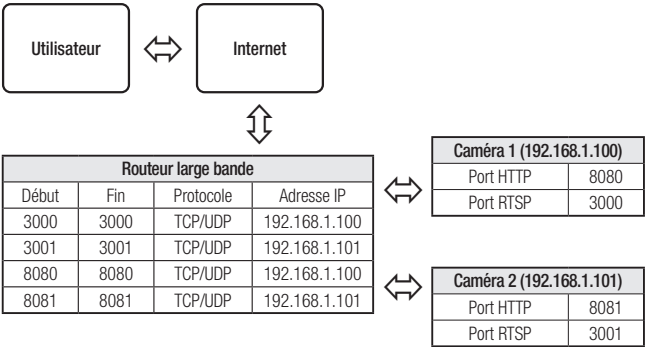 Utilisateur
Internet
Routeur large bande
Début Fin Protocole Adresse IP
3000 3000 TCP/UDP 192.168.1.100
3001 3001 TCP/UDP 192.168.1.101
8080 8080 TCP/UDP 192.168.1.100
8081 8081 TCP/UDP 192.168.1.101
Caméra 1 (192.168.1.100)
Port HTTP 8080
Port RTSP 3000
Caméra 2 (192.168.1.101)
Port HTTP 8081
Port RTSP 3001